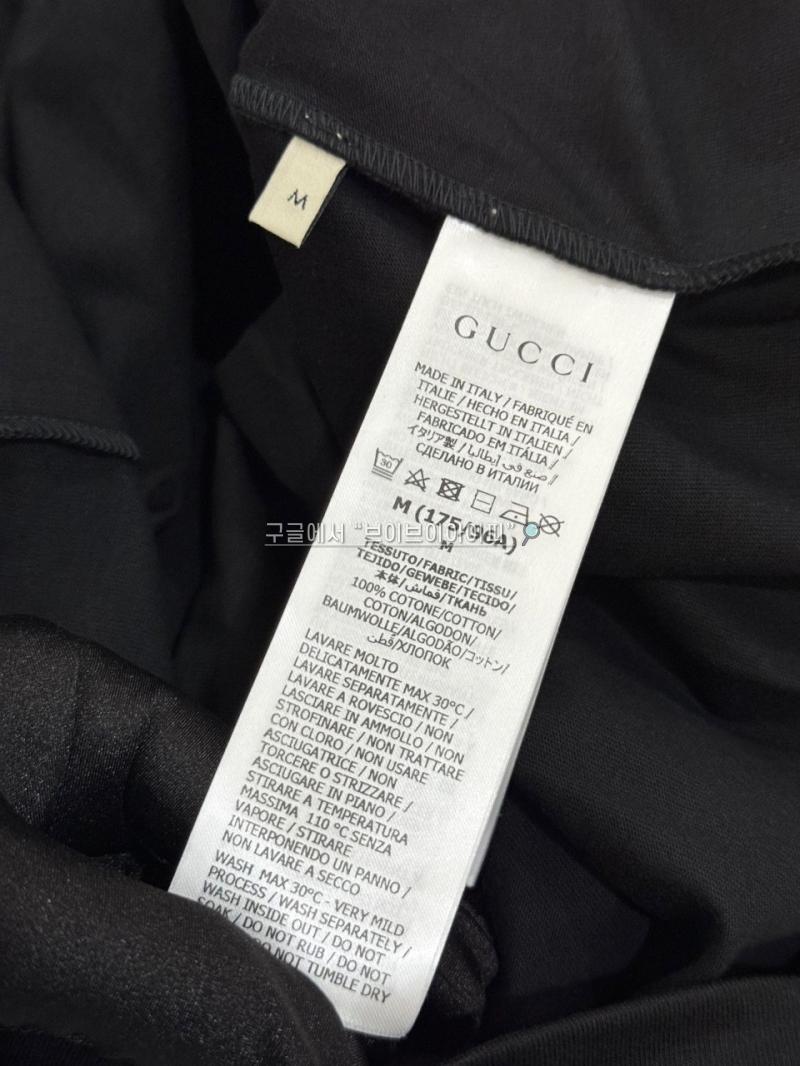 M
GUCCI
MADE IN ITALY / FABRIQUÉ EN
ITALIE / HECHO EN ITALIA /
HERGESTELLT IN ITALIEN /
FABRICADO EM ITÁLIA /
イタリア製 / صنع في إيطاليا /
СДЕЛАНО В ИТАЛИИ
30
M (175/96A)
구글에서 “브이브이아이피”
M
TESSUTO/FABRIC/TISSU/
TEJIDO/GEWEBE/TECIDO/
本体/قماش/ТКАНЬ
100% COTONE/COTTON/
COTON/ALGODON/
BAUMWOLLE/ALGODÃO/コットン/
قطن/ХЛОПОК
LAVARE MOLTO
DELICATAMENTE MAX 30°C /
LAVARE SEPARATAMENTE /
LAVARE A ROVESCIO / NON
LASCIARE IN AMMOLLO / NON
STROFINARE / NON TRATTARE
CON CLORO / NON USARE
ASCIUGATRICE / NON
TORCERE O STRIZZARE /
ASCIUGARE IN PIANO /
STIRARE A TEMPERATURA
MASSIMA 110 °C SENZA
VAPORE / STIRARE
INTERPONENDO UN PANNO /
NON LAVARE A SECCO
WASH MAX 30°C - VERY MILD
PROCESS / WASH SEPARATELY /
WASH INSIDE OUT / DO NOT
SOAK / DO NOT RUB / DO NOT
DO NOT TUMBLE DRY